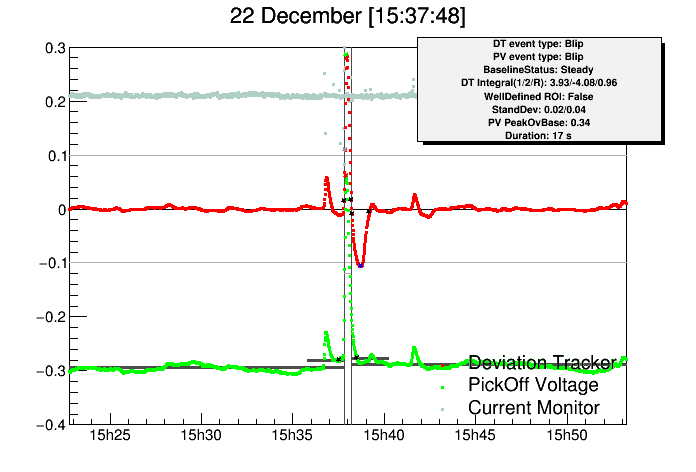 22 December [15:37:48]
DT event type: Blip
PV event type: Blip
BaselineStatus: Steady
DT Integral(1/2/R): 3.93/-4.08/0.96
WellDefined ROI: False
StandDev: 0.02/0.04
PV PeakOvBase: 0.34
Duration: 17 s
0.3
0.2
0.1
0
−0.1
−0.2
−0.3
−0.4
Deviation Tracker
PickOff Voltage
Current Monitor
15h25 15h30 15h35 15h40 15h45 15h50